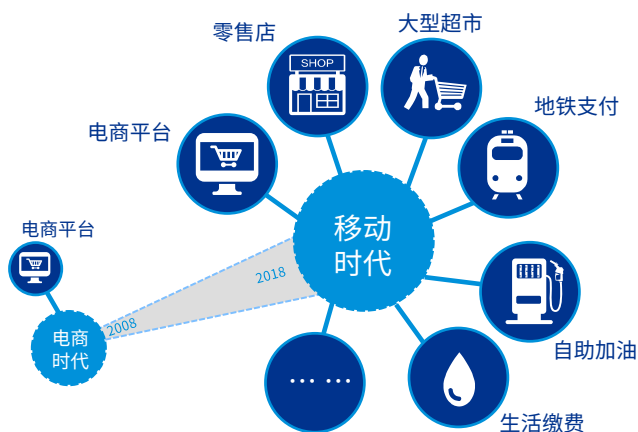 零售店
大型超市
SHOP
电商平台
地铁支付
移动
时代
电商平台
2018
2008
电商
时代
自助加油
生活缴费
……